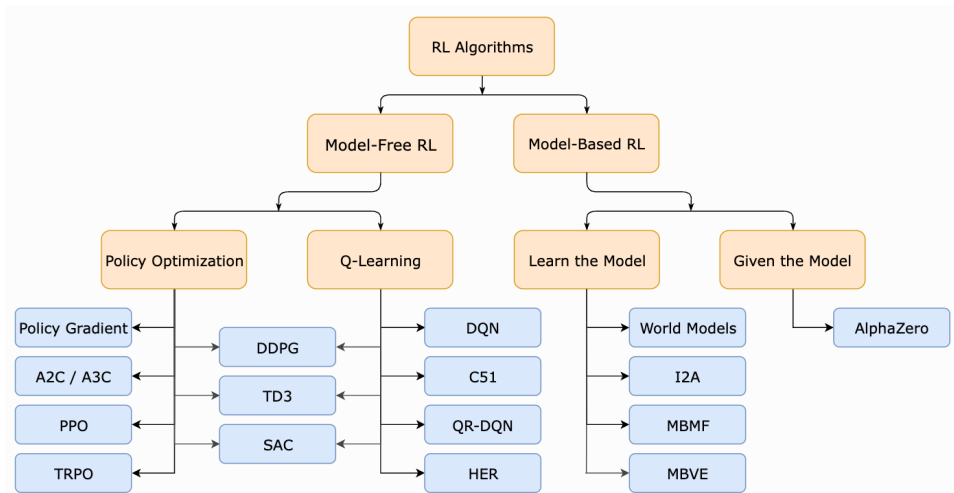 RL Algorithms
Model-Free RL
Model-Based RL
Policy Optimization
Q-Learning
Learn the Model
Given the Model
Policy Gradient
DDPG
DQN
World Models
AlphaZero
A2C / A3C
TD3
C51
I2A
PPO
SAC
QR-DQN
MBMF
TRPO
HER
MBVE